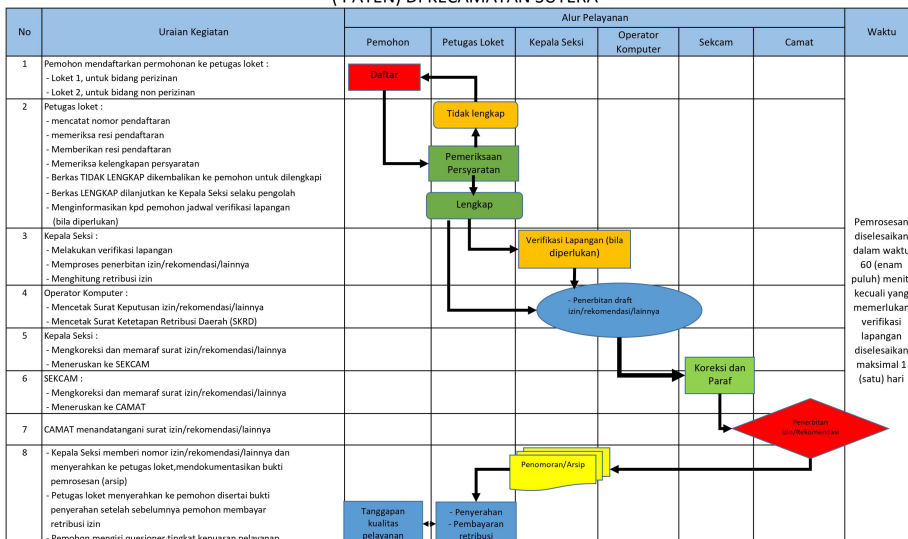 ( PATEN) DI KECAMATAN SUTERA
No
Uraian Kegiatan
Alur Pelayanan
Waktu
Pemohon
Petugas Loket
Kepala Seksi
Operator
Komputer
Sekcam
Camat
1
Pemohon mendaftarkan permohonan ke petugas loket :
- Loket 1, untuk bidang perizinan
- Loket 2, untuk bidang non perizinan
Daftar
2
Petugas loket :
- mencatat nomor pendaftaran
- memeriksa resi pendaftaran
- Memberikan resi pendaftaran
- Memeriksa kelengkapan persyaratan
- Berkas TIDAK LENGKAP dikembalikan ke pemohon untuk dilengkapi
- Berkas LENGKAP dilanjutkan ke Kepala Seksi selaku pengolah
- Menginformasikan kpd pemohon jadwal verifikasi lapangan
(bila diperlukan)
Tidak lengkap
Pemeriksaan
Persyaratan
Lengkap
3
Kepala Seksi :
- Melakukan verifikasi lapangan
- Memproses penerbitan izin/rekomendasi/lainnya
- Menghitung retribusi izin
Verifikasi Lapangan (bila
diperlukan)
4
Operator Komputer :
- Mencetak Surat Keputusan izin/rekomendasi/lainnya
- Mencetak Surat Ketetapan Retribusi Daerah (SKRD)
- Penerbitan draft
izin/rekomendasi/lainnya
5
Kepala Seksi :
- Mengkoreksi dan memaraf surat izin/rekomendasi/lainnya
- Meneruskan ke SEKCAM
Koreksi dan
Paraf
6
SEKCAM :
- Mengkoreksi dan memaraf surat izin/rekomendasi/lainnya
- Meneruskan ke CAMAT
7
CAMAT menandatangani surat izin/rekomendasi/lainnya
Penerbitan
Izin/Rekomendasi
8
- Kepala Seksi memberi nomor izin/rekomendasi/lainnya dan
menyerahkan ke petugas loket,mendokumentasikan bukti
pemrosesan (arsip)
- Petugas loket menyerahkan ke pemohon disertai bukti
penyerahan setelah sebelumnya pemohon membayar
retribusi izin
- Pemohon mengisi quesioner tingkat kepuasan pelayanan
Penomoran/Arsip
Tanggapan
kualitas
pelayanan
- Penyerahan
- Pembayaran
retribusi
Pemrosesan
diselesaikan
dalam waktu
60 (enam
puluh) menit
kecuali yang
memerlukan
verifikasi
lapangan
diselesaikan
maksimal 1
(satu) hari